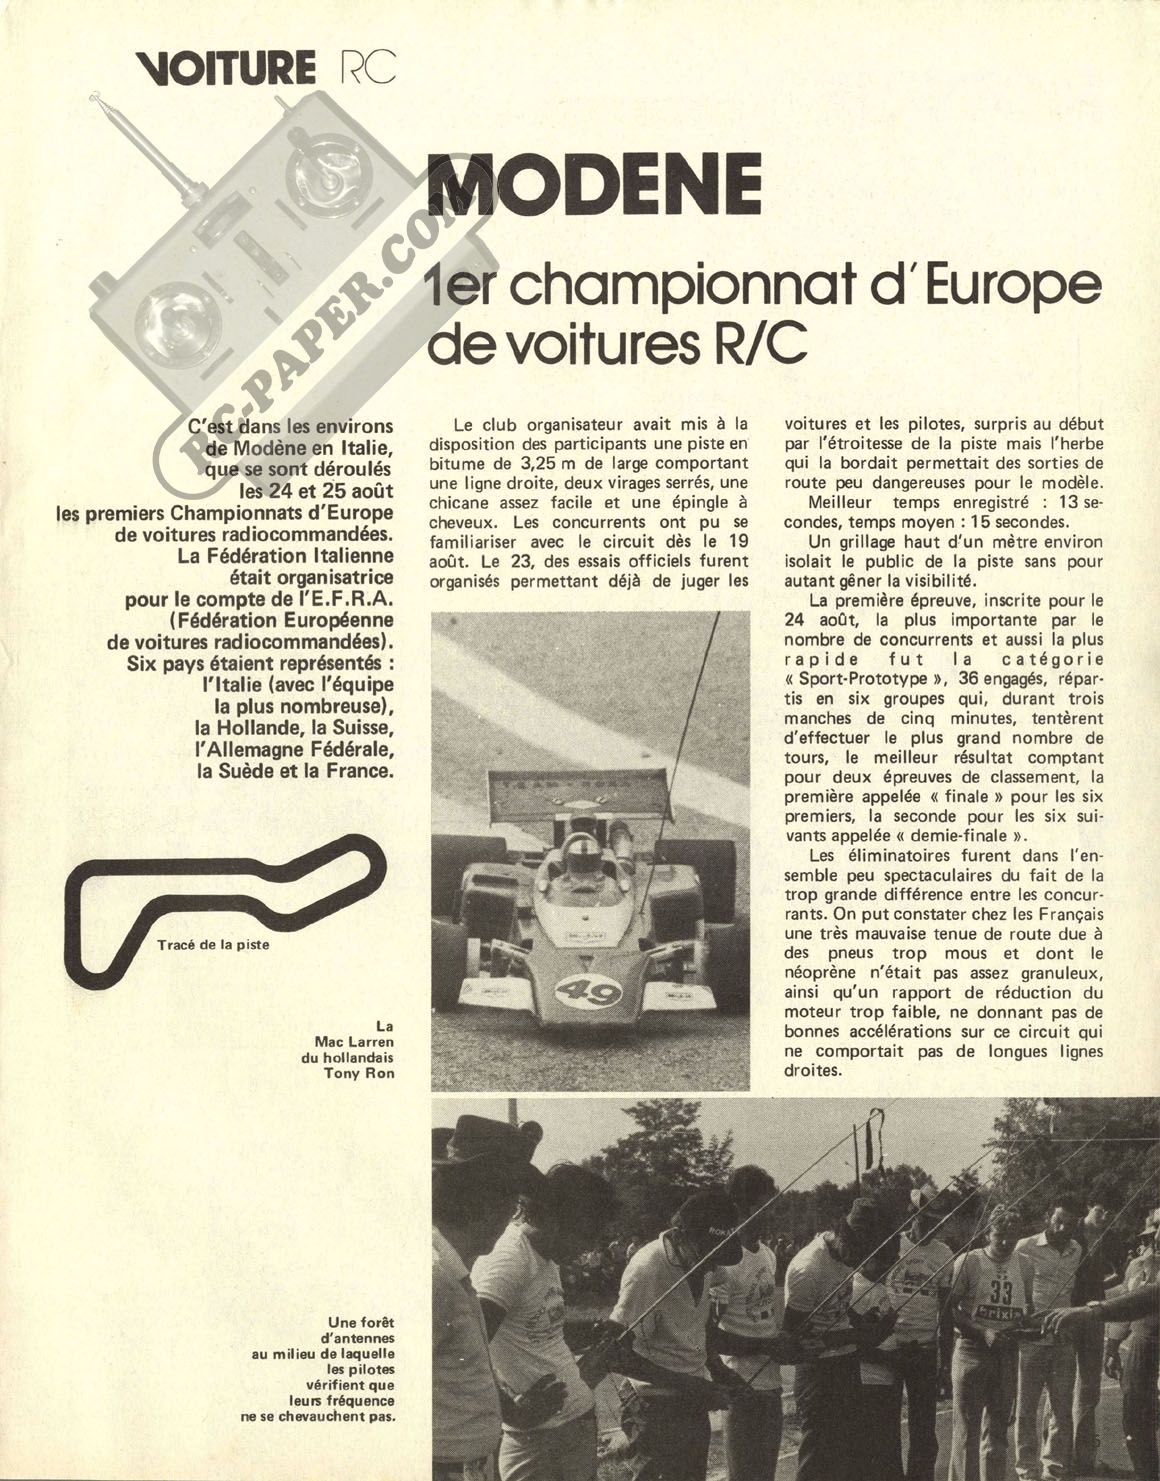 VOITURE RC
MODENE
1er championnat d'Europe
de voitures R/C
RC-PAPER.COM
C'est dans les environs
de Modène en Italie,
que se sont déroulés
les 24 et 25 août
les premiers Championnats d'Europe
de voitures radiocommandées.
La Fédération Italienne
était organisatrice
pour le compte de l'E.F.R.A.
(Fédération Européenne
de voitures radiocommandées).
Six pays étaient représentés :
l'Italie (avec l'équipe
la plus nombreuse),
la Hollande, la Suisse,
l'Allemagne Fédérale,
la Suède et la France.
Tracé de la piste
La
Mac Larren
du hollandais
Tony Ron
Une forêt
d'antennes
au milieu de laquelle
les pilotes
vérifient que
leurs fréquence
ne se chevauchent pas.
Le club organisateur avait mis à la
disposition des participants une piste en
bitume de 3,25 m de large comportant
une ligne droite, deux virages serrés, une
chicane assez facile et une épingle à
cheveux. Les concurrents ont pu se
familiariser avec le circuit dès le 19
août. Le 23, des essais officiels furent
organisés permettant déjà de juger les
voitures et les pilotes, surpris au début
par l'étroitesse de la piste mais l'herbe
qui la bordait permettait des sorties de
route peu dangereuses pour le modèle.
Meilleur temps enregistré : 13 se-
condes, temps moyen : 15 secondes.
Un grillage haut d'un mètre environ
isolait le public de la piste sans pour
autant gêner la visibilité.
La première épreuve, inscrite pour le
24 août, la plus importante par le
nombre de concurrents et aussi la plus
rapide fut la catégorie
« Sport-Prototype », 36 engagés, répar-
tis en six groupes qui, durant trois
manches de cinq minutes, tentèrent
d'effectuer le plus grand nombre de
tours, le meilleur résultat comptant
pour deux épreuves de classement, la
première appelée « finale » pour les six
premiers, la seconde pour les six sui-
vants appelée « demie-finale ».
Les éliminatoires furent dans l'en-
semble peu spectaculaires du fait de la
trop grande différence entre les concur-
rants. On put constater chez les Français
une très mauvaise tenue de route due à
des pneus trop mous et dont le
néoprène n'était pas assez granuleux,
ainsi qu'un rapport de réduction du
moteur trop faible, ne donnant pas de
bonnes accélérations sur ce circuit qui
ne comportait pas de longues lignes
droites.
TEAM
49
33